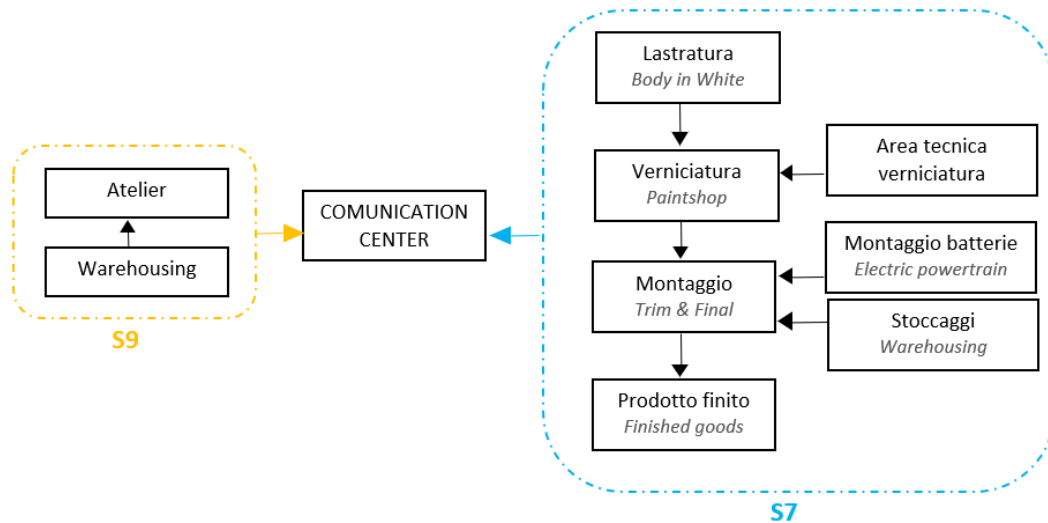 Atelier
Warehousing
S9
COMUNICATION
CENTER
Lastratura
Body in White
Verniciatura
Paintshop
Area tecnica
verniciatura
Montaggio
Trim & Final
Montaggio batterie
Electric powertrain
Stoccaggi
Warehousing
Prodotto finito
Finished goods
S7